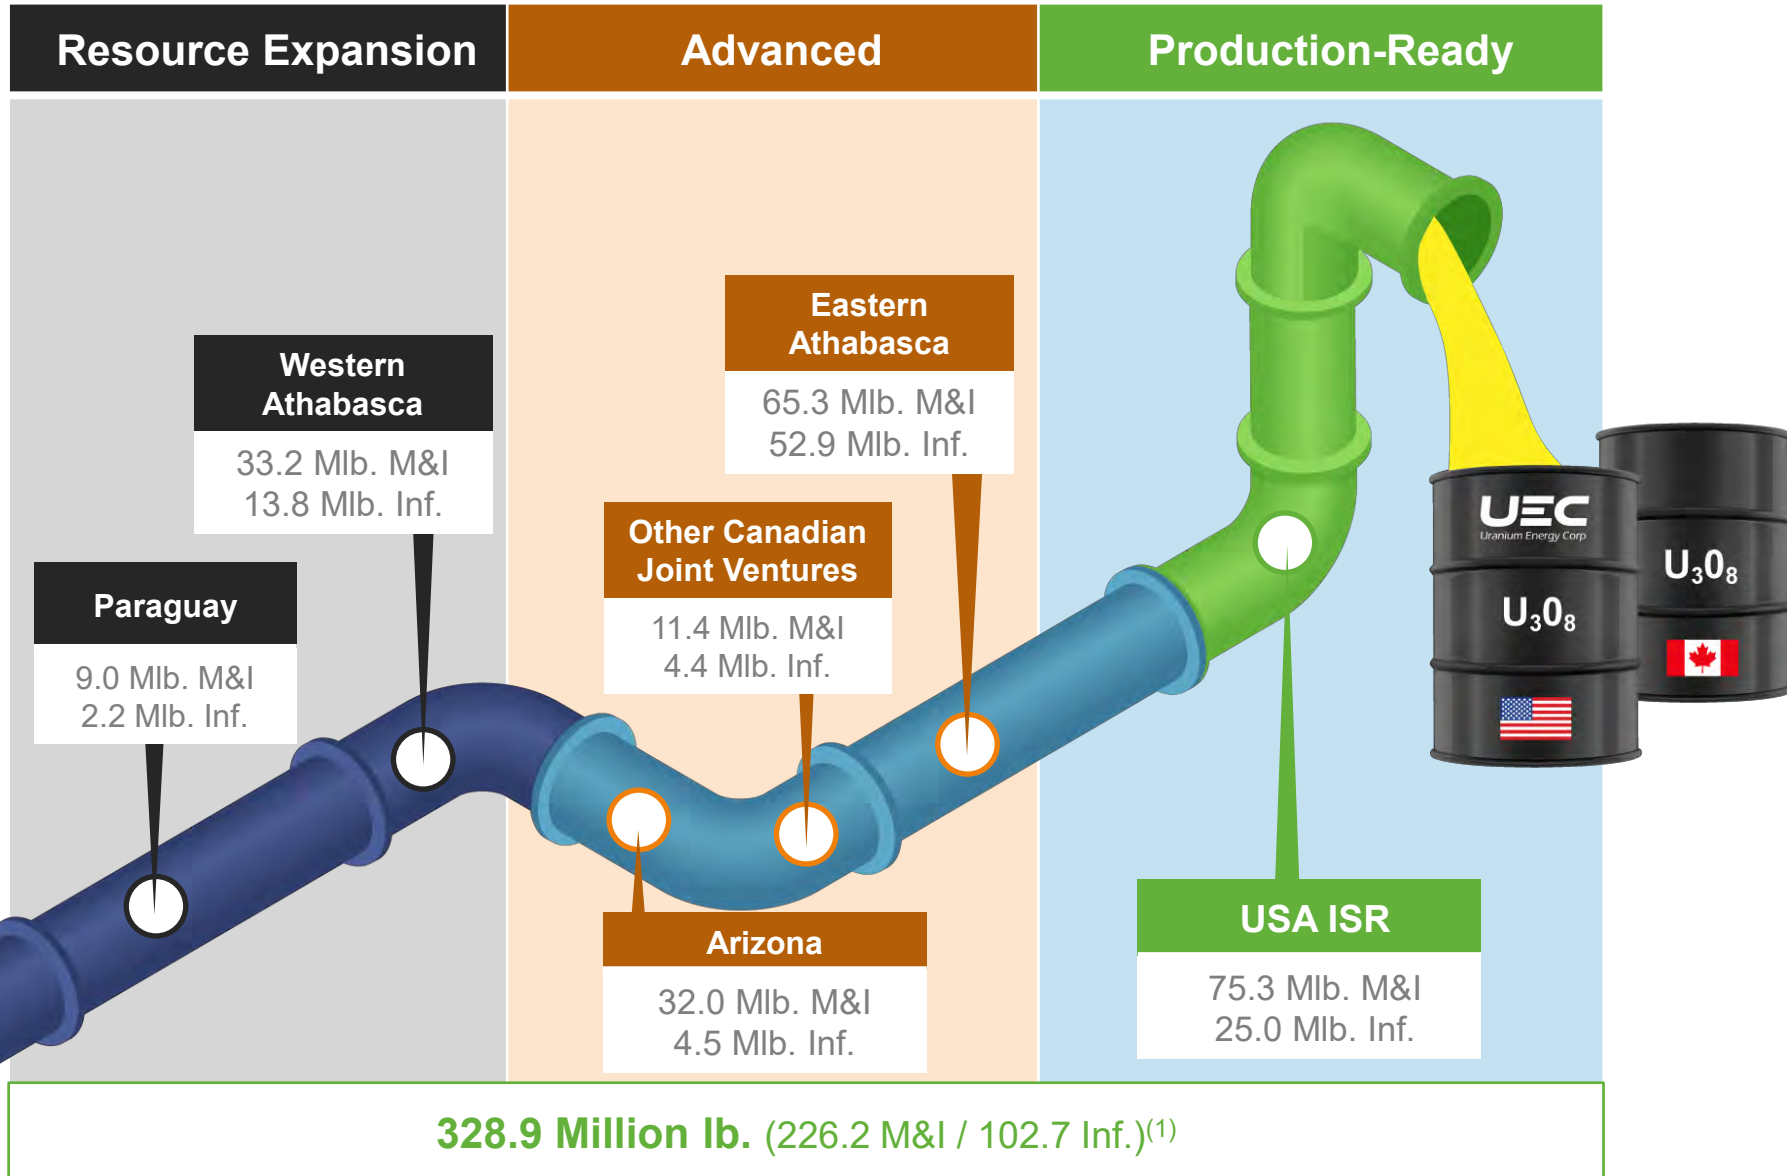 Resource Expansion
Advanced
Production-Ready
Paraguay
9.0 Mlb. M&I
2.2 Mlb. Inf.
Western
Athabasca
33.2 Mlb. M&I
13.8 Mlb. Inf.
Arizona
32.0 Mlb. M&I
4.5 Mlb. Inf.
Other Canadian
Joint Ventures
11.4 Mlb. M&I
4.4 Mlb. Inf.
Eastern
Athabasca
65.3 Mlb. M&I
52.9 Mlb. Inf.
USA ISR
75.3 Mlb. M&I
25.0 Mlb. Inf.
UEC
Uranium Energy Corp
U₃0₈
U₃0₈
328.9 Million lb. (226.2 M&I / 102.7 Inf.)⁽¹⁾